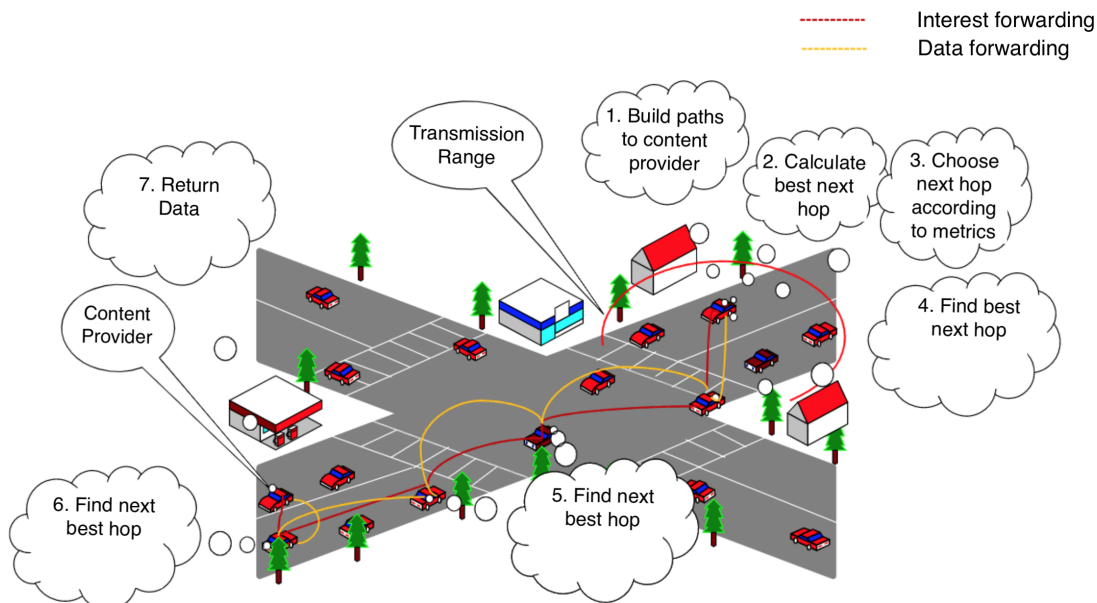 Interest forwarding
Data forwarding
1. Build paths
to content
provider
Transmission
Range
2. Calculate
best next
hop
3. Choose
next hop
according
to metrics
7. Return
Data
4. Find best
next hop
Content
Provider
6. Find next
best hop
5. Find next
best hop